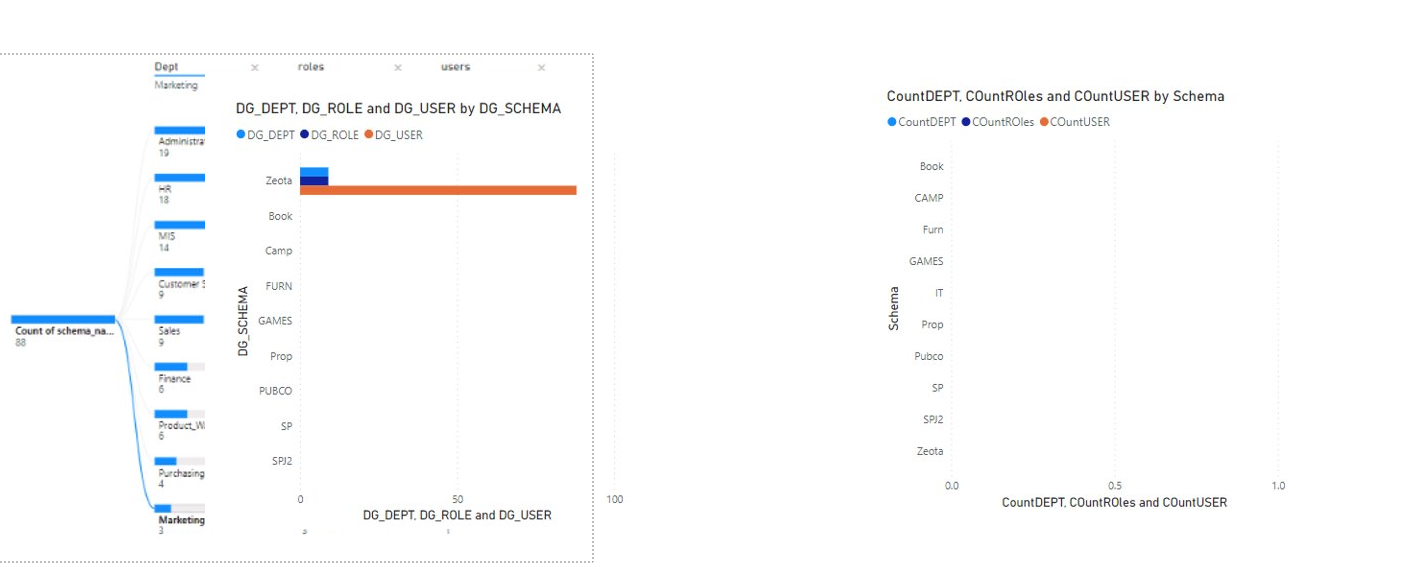 Dept
roles
users
Marketing
Administra
19
HR
18
MIS
14
Customer S
9
Count of schema_na...
88
Sales
9
Finance
6
Product_W
6
Purchasing
4
Marketing
3
DG_DEPT, DG_ROLE and DG_USER by DG_SCHEMA
DG_DEPT DG_ROLE DG_USER
DG_SCHEMA
Zeota
Book
Camp
FURN
GAMES
Prop
PUBCO
SP
SPJ2
0 50 100
DG_DEPT, DG_ROLE and DG_USER
CountDEPT, COuntROles and COuntUSER by Schema
CountDEPT COuntROles COuntUSER
Schema
Book
CAMP
Furn
GAMES
IT
Prop
Pubco
SP
SPJ2
Zeota
0.0 0.5 1.0
CountDEPT, COuntROles and COuntUSER